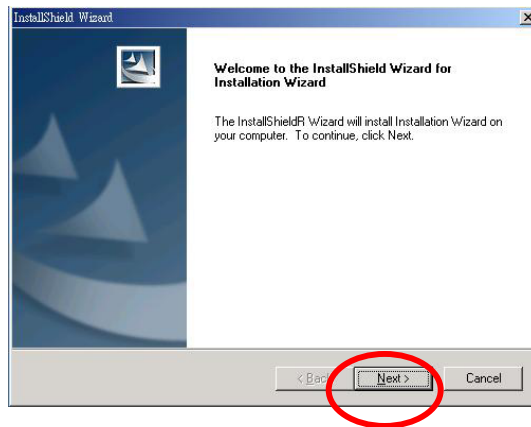 InstallShield Wizard
Welcome to the InstallShield Wizard for
Installation Wizard
The InstallShieldR Wizard will install Installation Wizard on
your computer. To continue, click Next.
< Back
Next >
Cancel